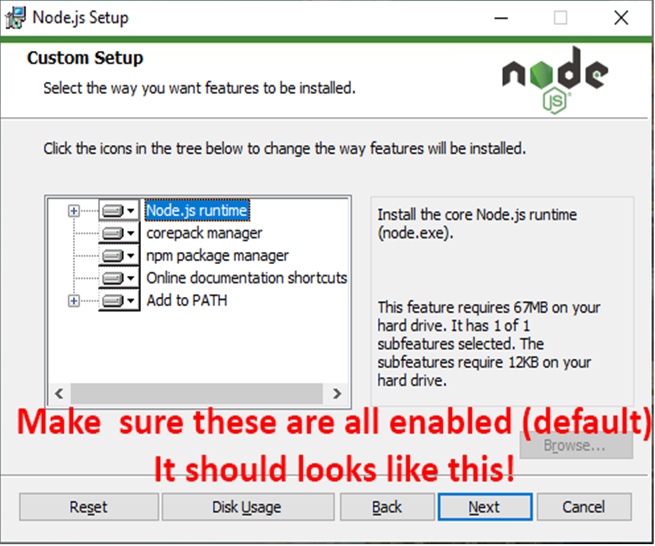 Node.js Setup
Custom Setup
Select the way you want features to be installed.
node
JS
Click the icons in the tree below to change the way features will be installed.
Node.js runtime
corepack manager
npm package manager
Online documentation shortcuts
Add to PATH
Install the core Node.js runtime
(node.exe).
This feature requires 67MB on your
hard drive. It has 1 of 1
subfeatures selected. The
subfeatures require 12KB on your
hard drive.
Make sure these are all enabled (default)
Browse...
It should looks like this!
Reset
Disk Usage
Back
Next
Cancel